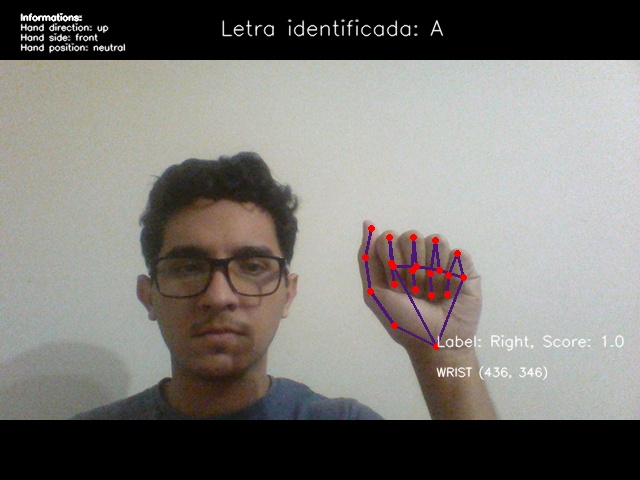 Informations:
Hand direction: up
Hand side: front
Hand position: neutral
Letra identificada: A
Label: Right, Score: 1.0
WRIST (436, 346)